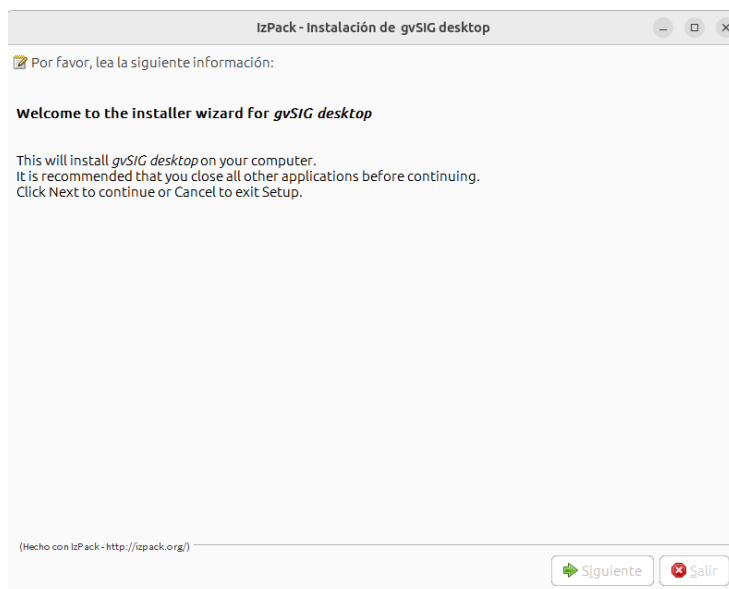 IzPack - Instalación de gvSIG desktop
Por favor, lea la siguiente información:
Welcome to the installer wizard for gvSIG desktop
This will install gvSIG desktop on your computer.
It is recommended that you close all other applications before continuing.
Click Next to continue or Cancel to exit Setup.
(Hecho con IzPack - http://izpack.org/)
Siguiente
Salir